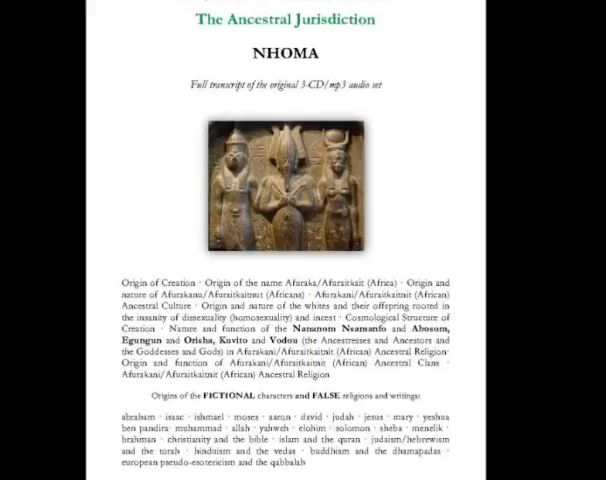 The Ancestral Jurisdiction
NHOMA
Full transcript of the original 3-CD/mp3 audio set
Origin of Creation · Origin of the name Afuraka/Afuraitkait (Africa) · Origin and
nature of Afurakanu/Afuraitkaitnut (Africans) · Afurakani/Afuraitkaitnit (African)
Ancestral Culture · Origin and nature of the whites and their offspring rooted in
the insanity of dissexuality (homosexuality) and incest · Cosmological Structure of
Creation · Nature and function of the Nananom Nsamanfo and Abosom,
Egungun and Orisha, Kuvito and Vodou (the Ancestresses and Ancestors and
the Goddesses and Gods) in Afurakani/Afuraitkaitnit (African) Ancestral Religion·
Origin and function of Afurakani/Afuraitkaitnit (African) Ancestral Clans ·
Afurakani/Afuraitkaitnit (African) Ancestral Religion
Origins of the FICTIONAL characters and FALSE religions and writings:
abraham · isaac · ishmael · moses · aaron · david · judah · jesus · mary · yeshua
ben pandira· muhammad · allah · yahweh · elohim · solomon · sheba · menelik ·
brahman · christianity and the bible · islam and the quran · judaism/hebrewism
and the torah · hinduism and the vedas · buddhism and the dhamapadas ·
european pseudo-esotericism and the qabbalah